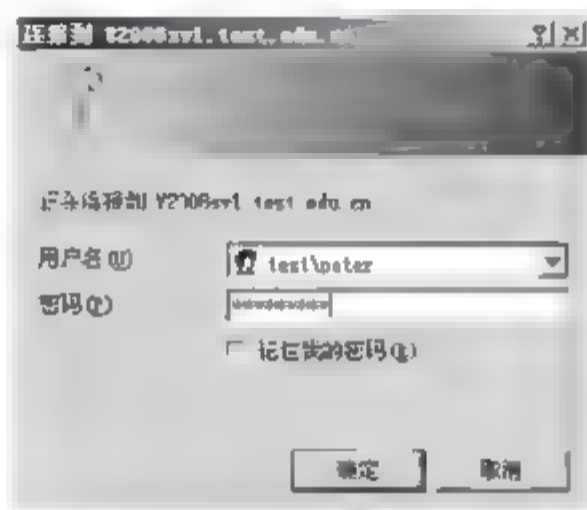 连接到
正在连接到 test edu cn
用户名(U)
test\peter
密码(P)
记住我的密码(R)
确定
取消